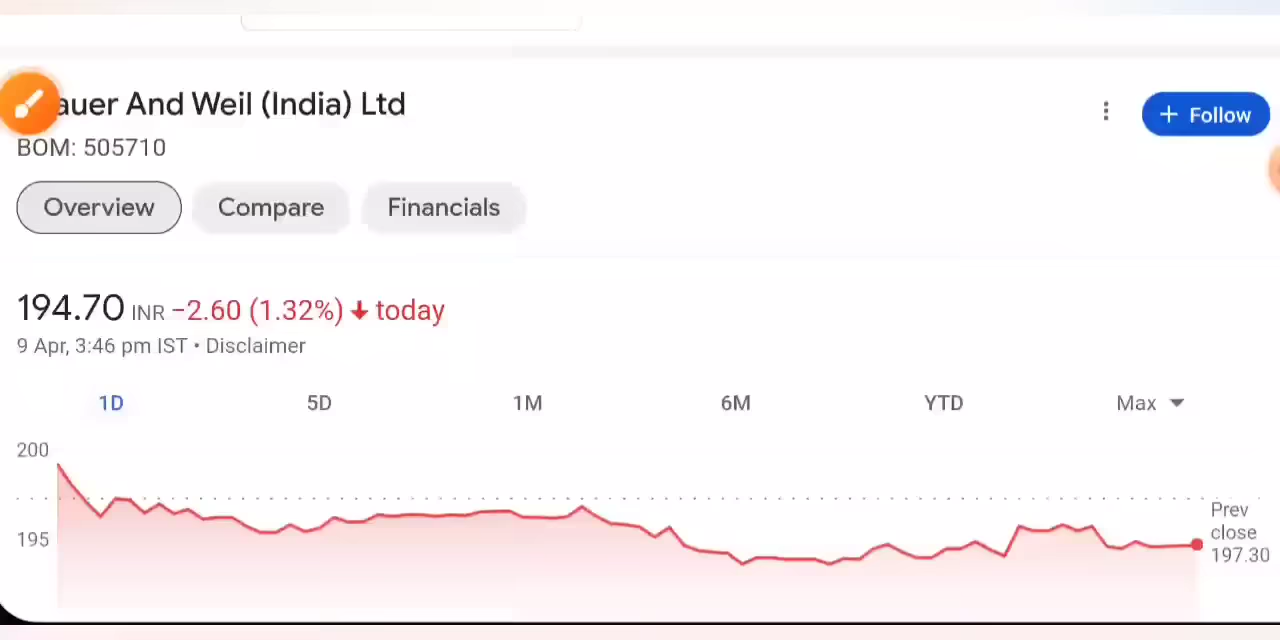 auer And Weil (India) Ltd
BOM: 505710
+ Follow
Overview Compare Financials
194.70 INR −2.60 (1.32%) ↓ today
9 Apr, 3:46 pm IST • Disclaimer
1D 5D 1M 6M YTD Max
200
195
Prev
close
197.30